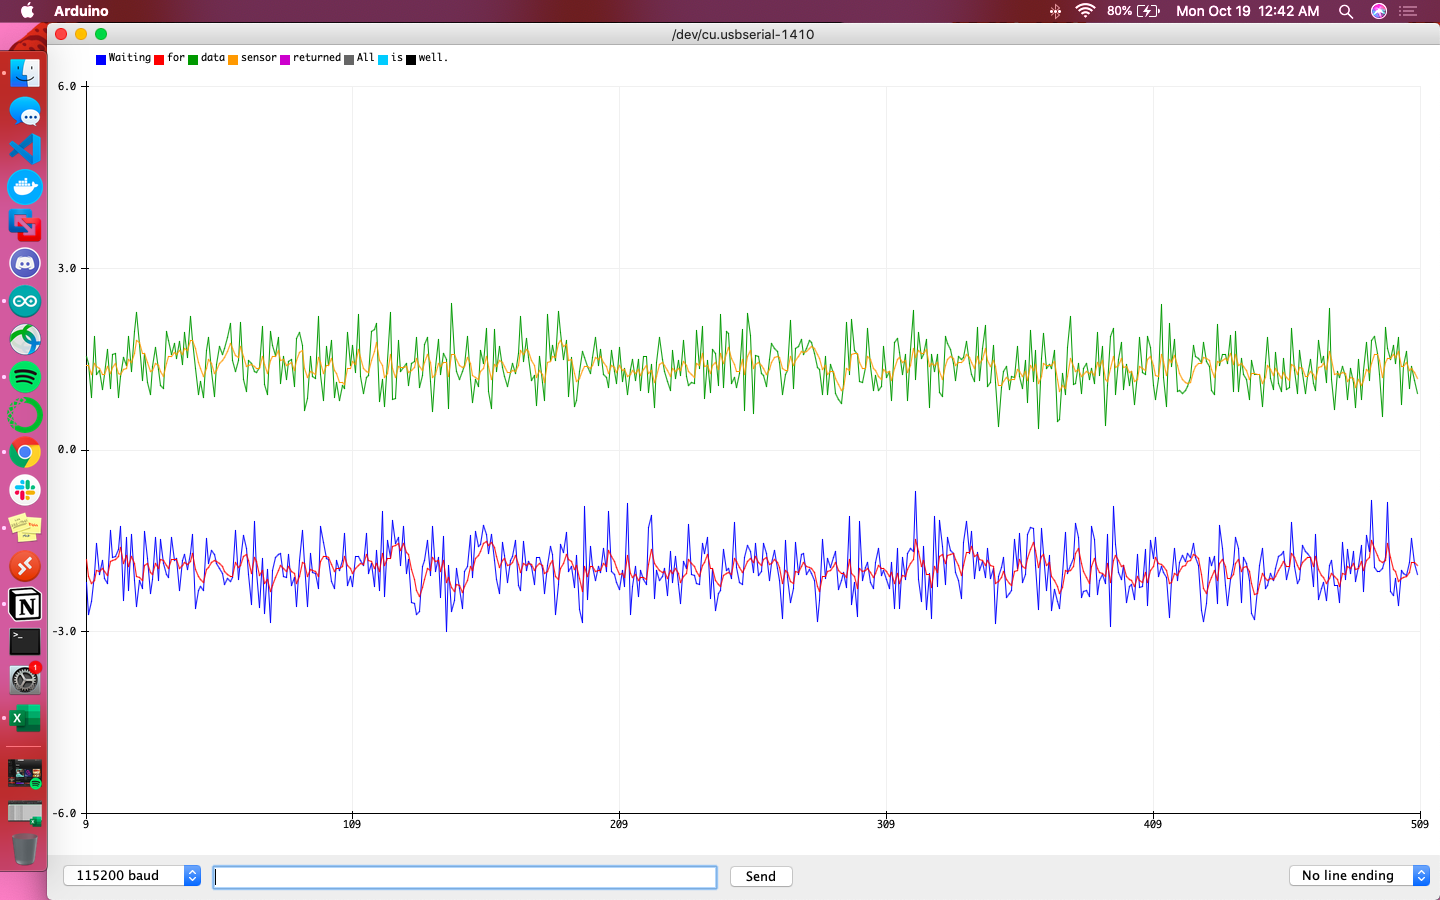 Arduino 80% Mon Oct 19 12:42 AM
/dev/cu.usbserial-1410
Waiting for data sensor returned All is well.
6.0
3.0
0.0
-3.0
-6.0
9 109 209 309 409 509
115200 baud Send No line ending
1